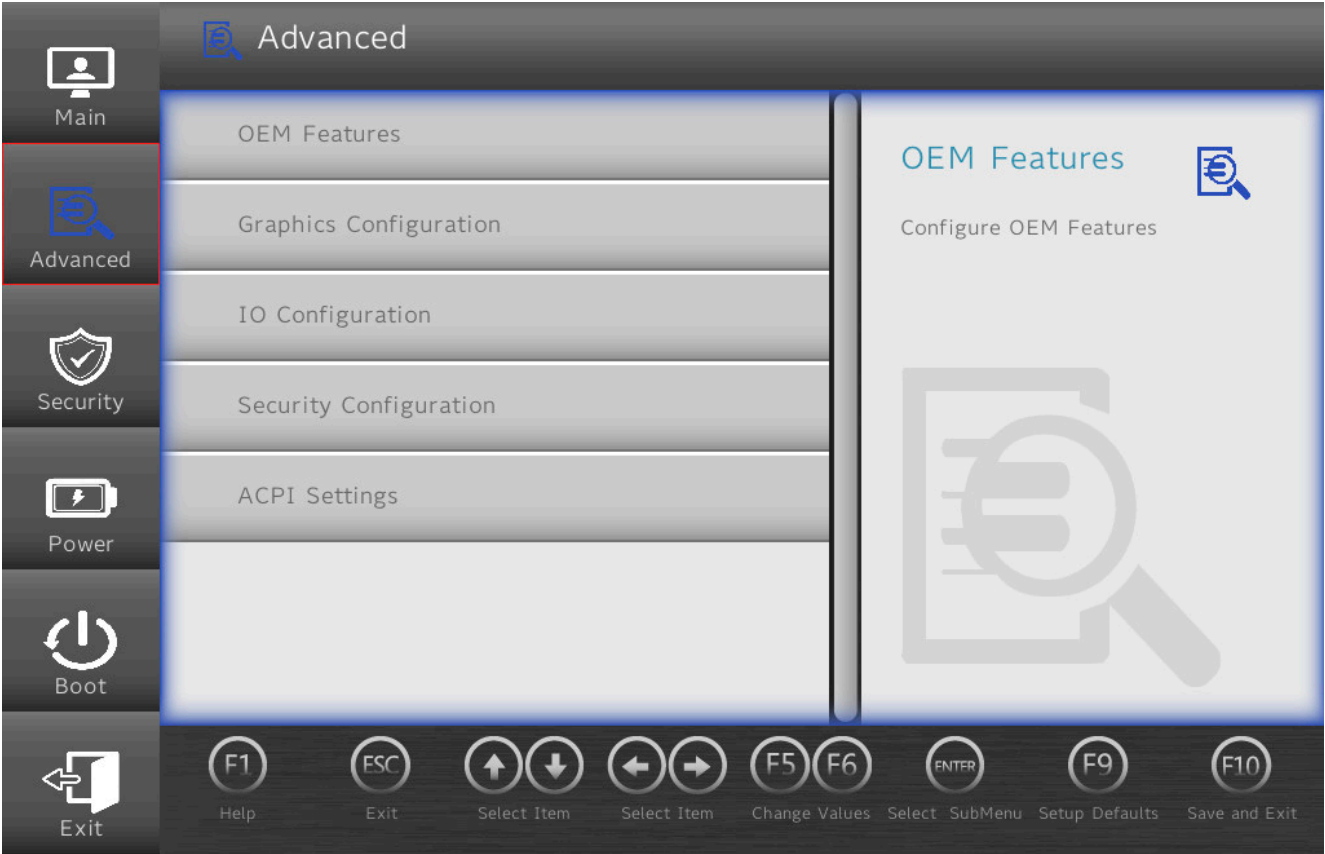 Main
Advanced
Security
Power
Boot
Exit
Advanced
OEM Features
Graphics Configuration
IO Configuration
Security Configuration
ACPI Settings
OEM Features
Configure OEM Features
F1
Help
ESC
Exit
Select Item
Select Item
F5 F6
Change Values
ENTER
Select SubMenu
F9
Setup Defaults
F10
Save and Exit